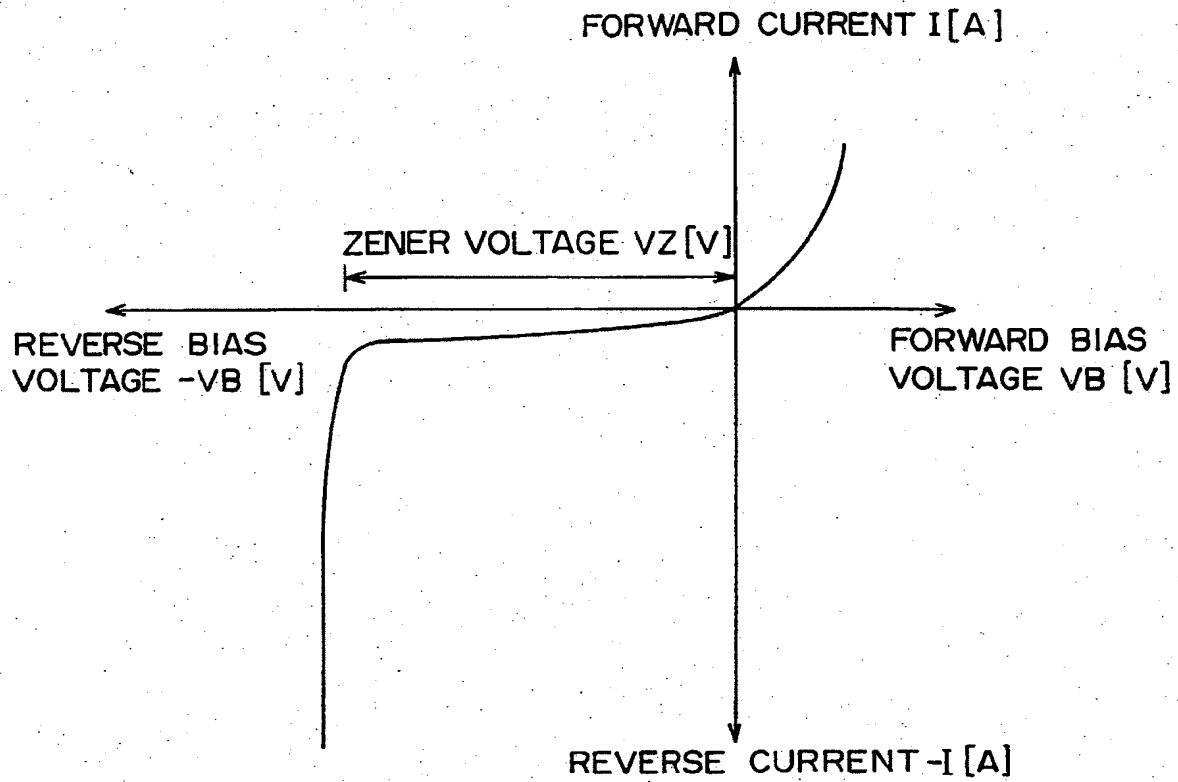 FORWARD CURRENT I[A]
ZENER VOLTAGE VZ[V]
REVERSE BIAS
VOLTAGE -VB [V]
FORWARD BIAS
VOLTAGE VB [V]
REVERSE CURRENT-I[A]